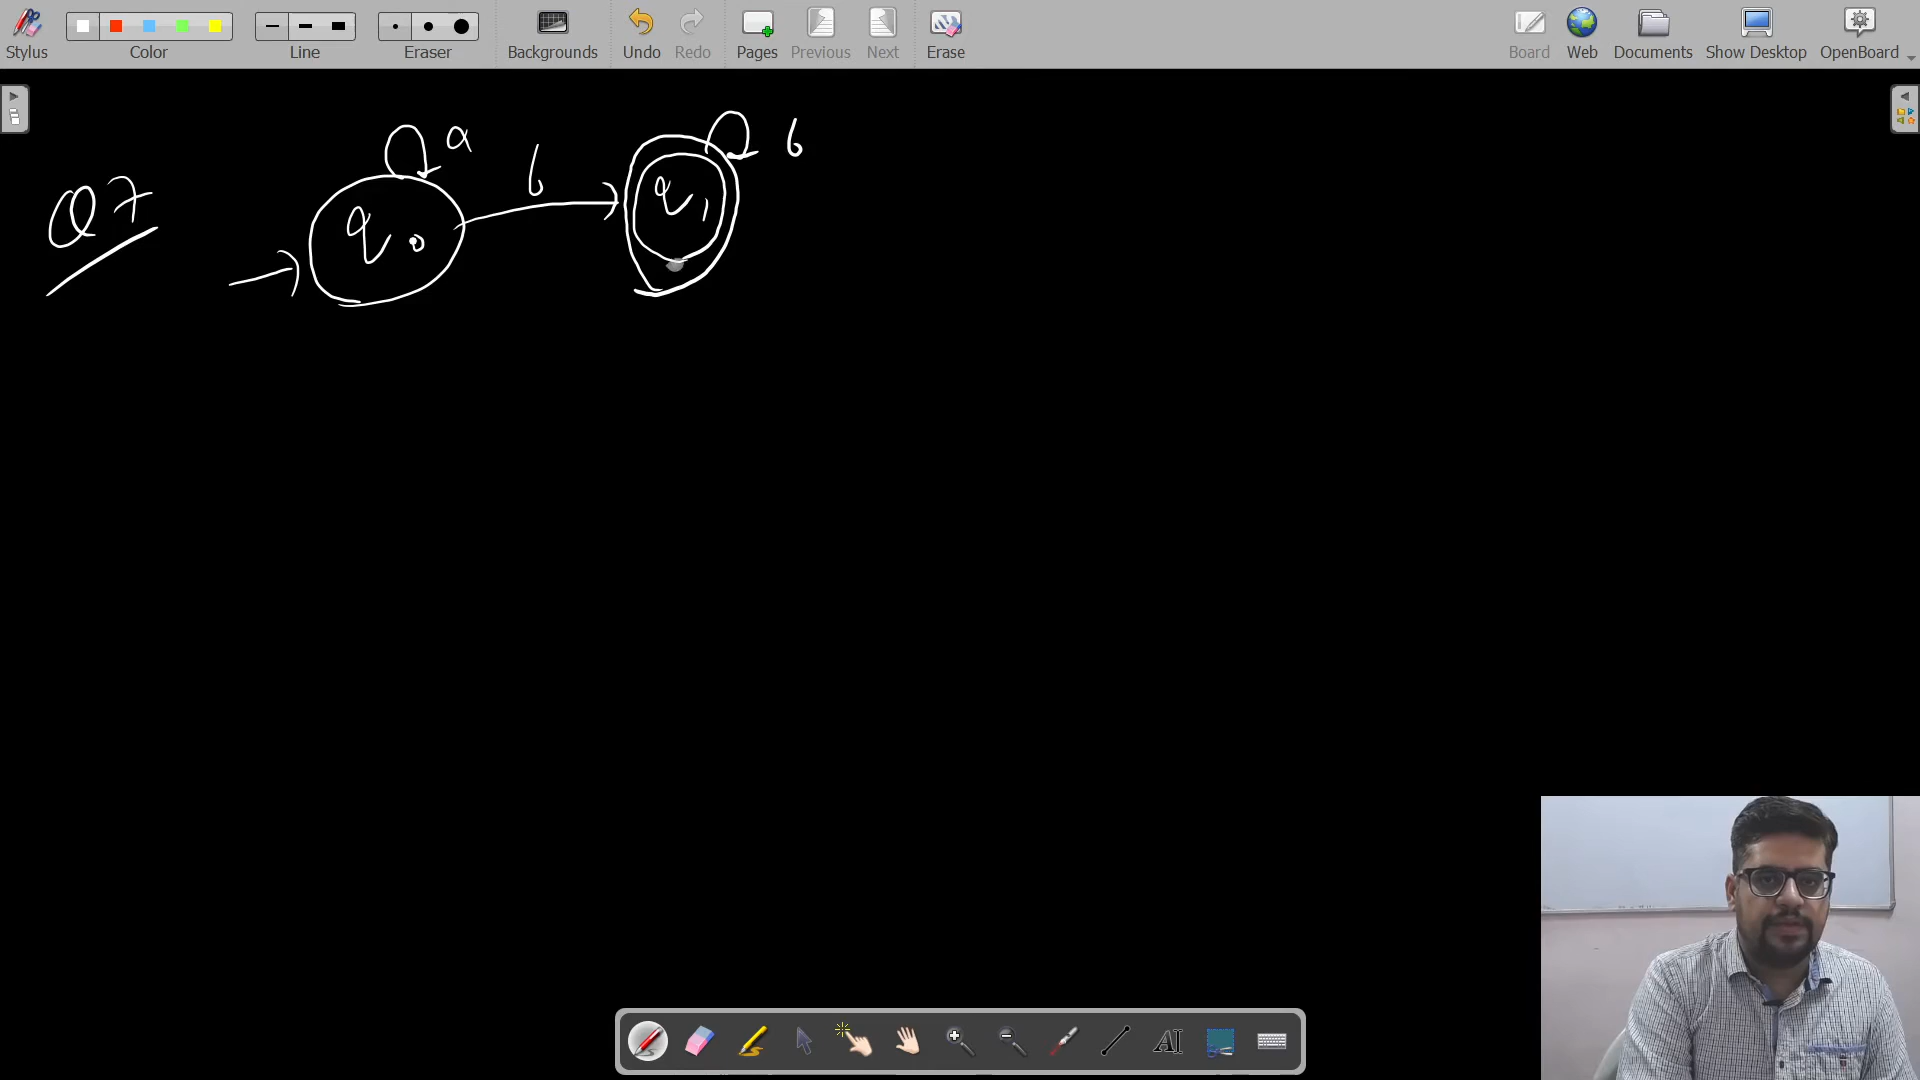 Stylus Color Line Eraser Backgrounds Undo Redo Pages Previous Next Erase Board Web Documents Show Desktop OpenBoard
a b b
Q7 q0 q1